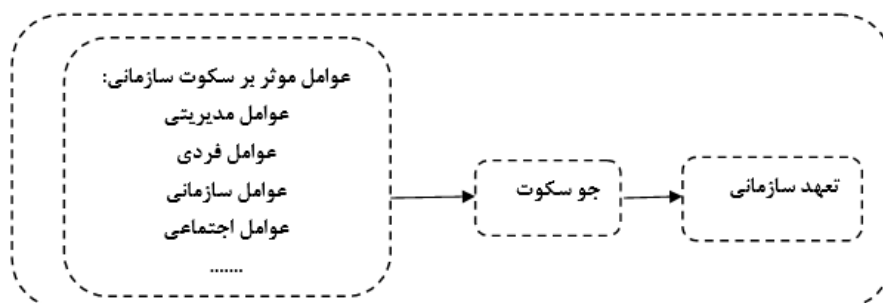 عوامل موثر بر سکوت سازمانی:
عوامل مدیریتی
عوامل فردی
عوامل سازمانی
عوامل اجتماعی
.......
جو سکوت
تعهد سازمانی